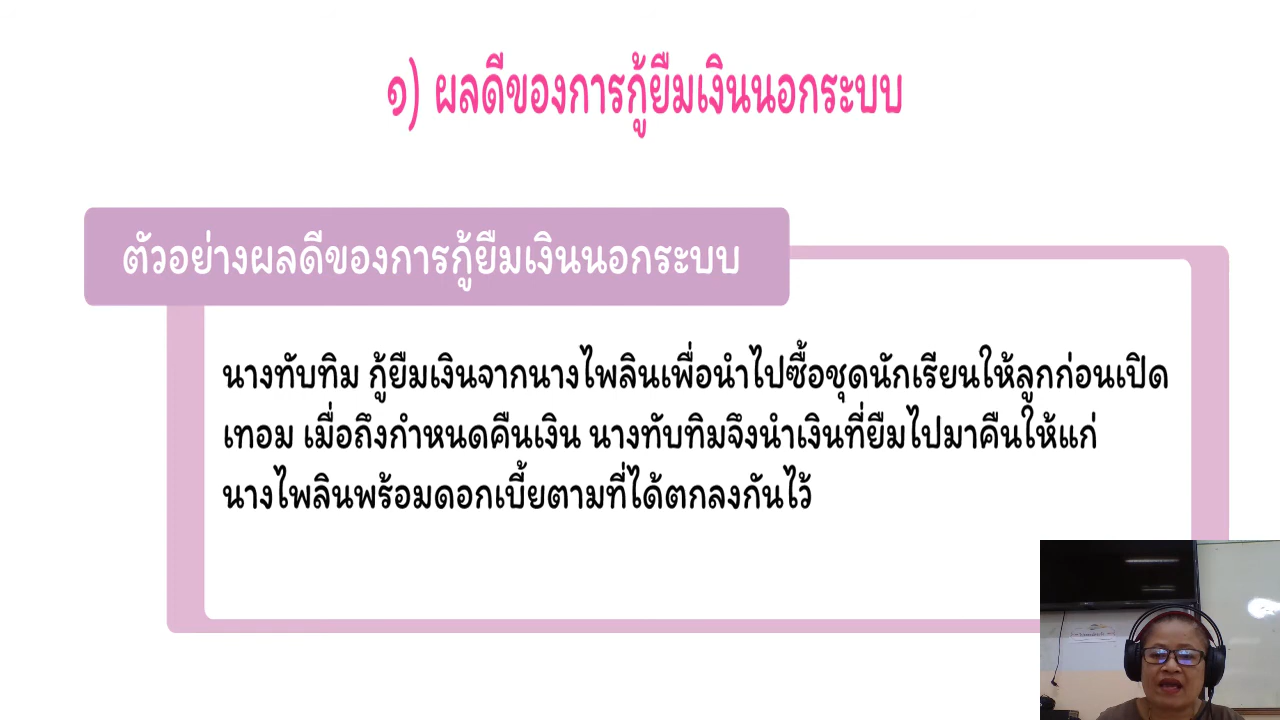 ๑) ผลดีของการกู้ยืมเงินนอกระบบ
ตัวอย่างผลดีของการกู้ยืมเงินนอกระบบ
นางทับทิม กู้ยืมเงินจากนางไพลินเพื่อนำไปซื้อชุดนักเรียนให้ลูกก่อนเปิด
เทอม เมื่อถึงกำหนดคืนเงิน นางทับทิมจึงนำเงินที่ยืมไปมาคืนให้แก่
นางไพลินพร้อมดอกเบี้ยตามที่ได้ตกลงกันไว้